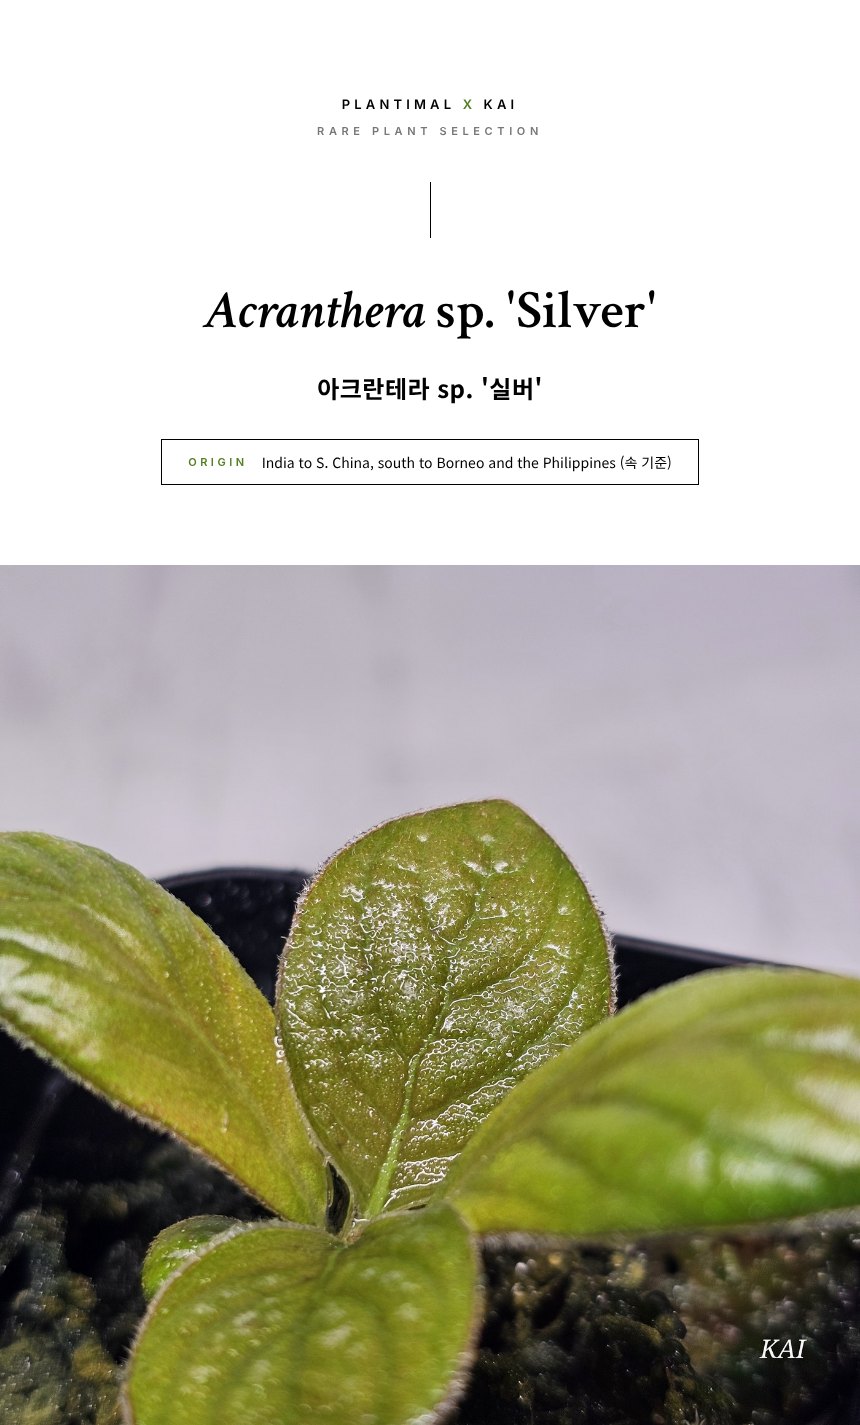 PLANTIMAL X KAI
RARE PLANT SELECTION
Acranthera sp. 'Silver'
아크란테라 sp. '실버'
ORIGIN India to S. China, south to Borneo and the Philippines (속 기준)
KAI